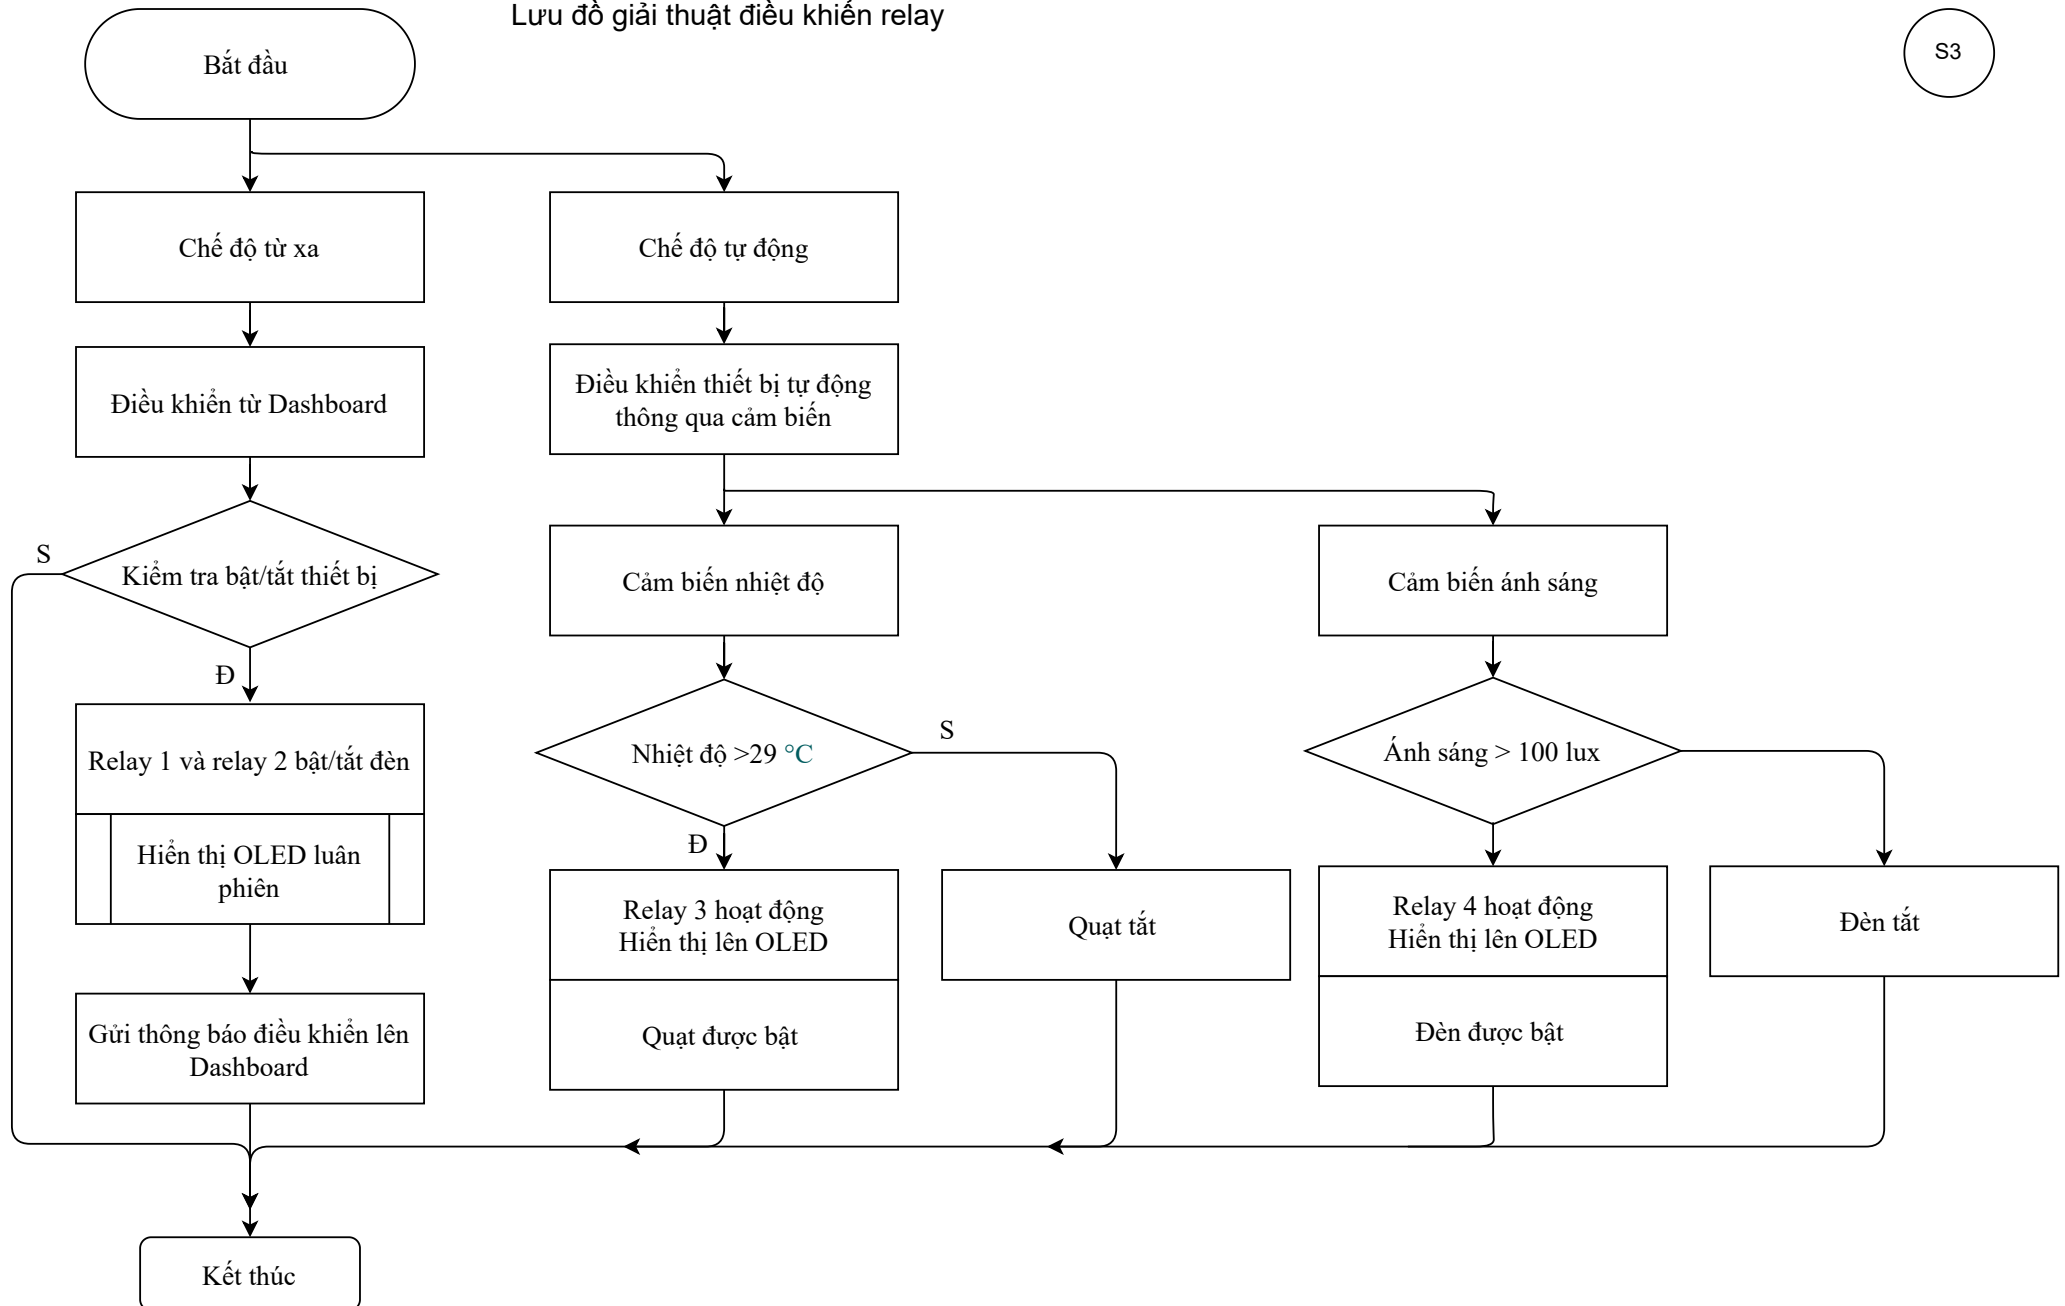 Lưu đồ giải thuật điều khiến relay
S3
Bắt đầu
Chế độ từ xa
Chế độ tự động
Điều khiển từ Dashboard
Điều khiển thiết bị tự động
thông qua cảm biến
S
Kiểm tra bật/tắt thiết bị
Cảm biến nhiệt độ
Cảm biến ánh sáng
Đ
Relay 1 và relay 2 bật/tắt đèn
Hiển thị OLED luân
phiên
Nhiệt độ >29 °C
S
Ánh sáng > 100 lux
Đ
Relay 3 hoạt động
Hiển thị lên OLED
Quạt tắt
Relay 4 hoạt động
Hiển thị lên OLED
Đèn tắt
Gửi thông báo điều khiển lên
Dashboard
Quạt được bật
Đèn được bật
Kết thúc